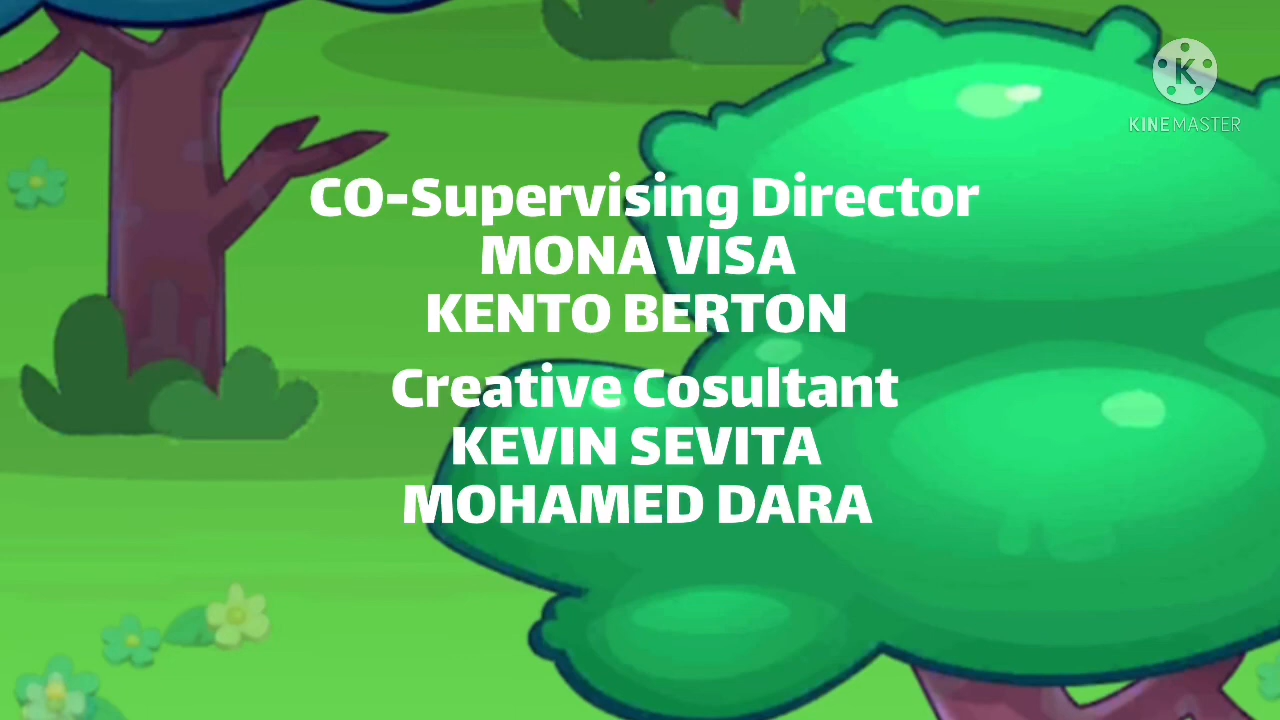 K
KINEMASTER
CO-Supervising Director
MONA VISA
KENTO BERTON
Creative Cosultant
KEVIN SEVITA
MOHAMED DARA